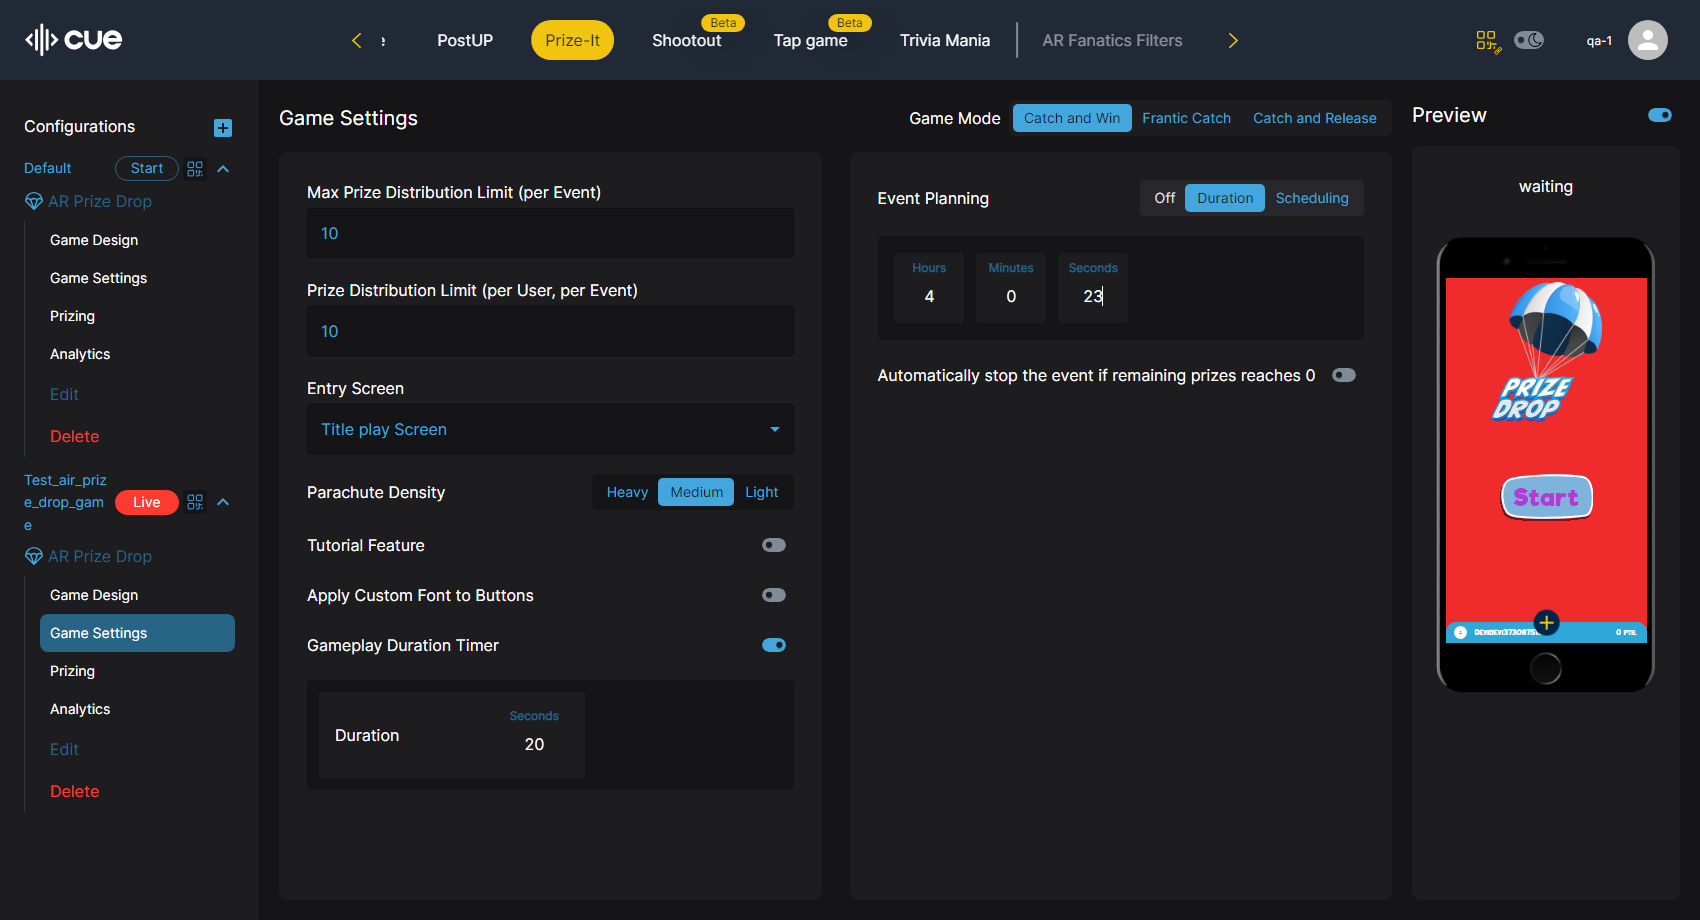 cue
PostUP
Prize-It
Shootout
Beta
Tap game
Beta
Trivia Mania
AR Fanatics Filters
qa-1
Configurations
Default
Start
AR Prize Drop
Game Design
Game Settings
Prizing
Analytics
Edit
Delete
Test_air_priz
e_drop_gam
e
Live
AR Prize Drop
Game Design
Game Settings
Prizing
Analytics
Edit
Delete
Game Settings
Game Mode
Catch and Win
Frantic Catch
Catch and Release
Max Prize Distribution Limit (per Event)
10
Prize Distribution Limit (per User, per Event)
10
Entry Screen
Title play Screen
Parachute Density
Heavy
Medium
Light
Tutorial Feature
Apply Custom Font to Buttons
Gameplay Duration Timer
Duration
Seconds
20
Event Planning
Off
Duration
Scheduling
Hours
4
Minutes
0
Seconds
23
Automatically stop the event if remaining prizes reaches 0
Preview
waiting
PRIZE
DROP
Start
0 PTS.